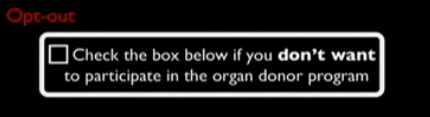 Opt-out
Check the box below if you don't want
to participate in the organ donor program